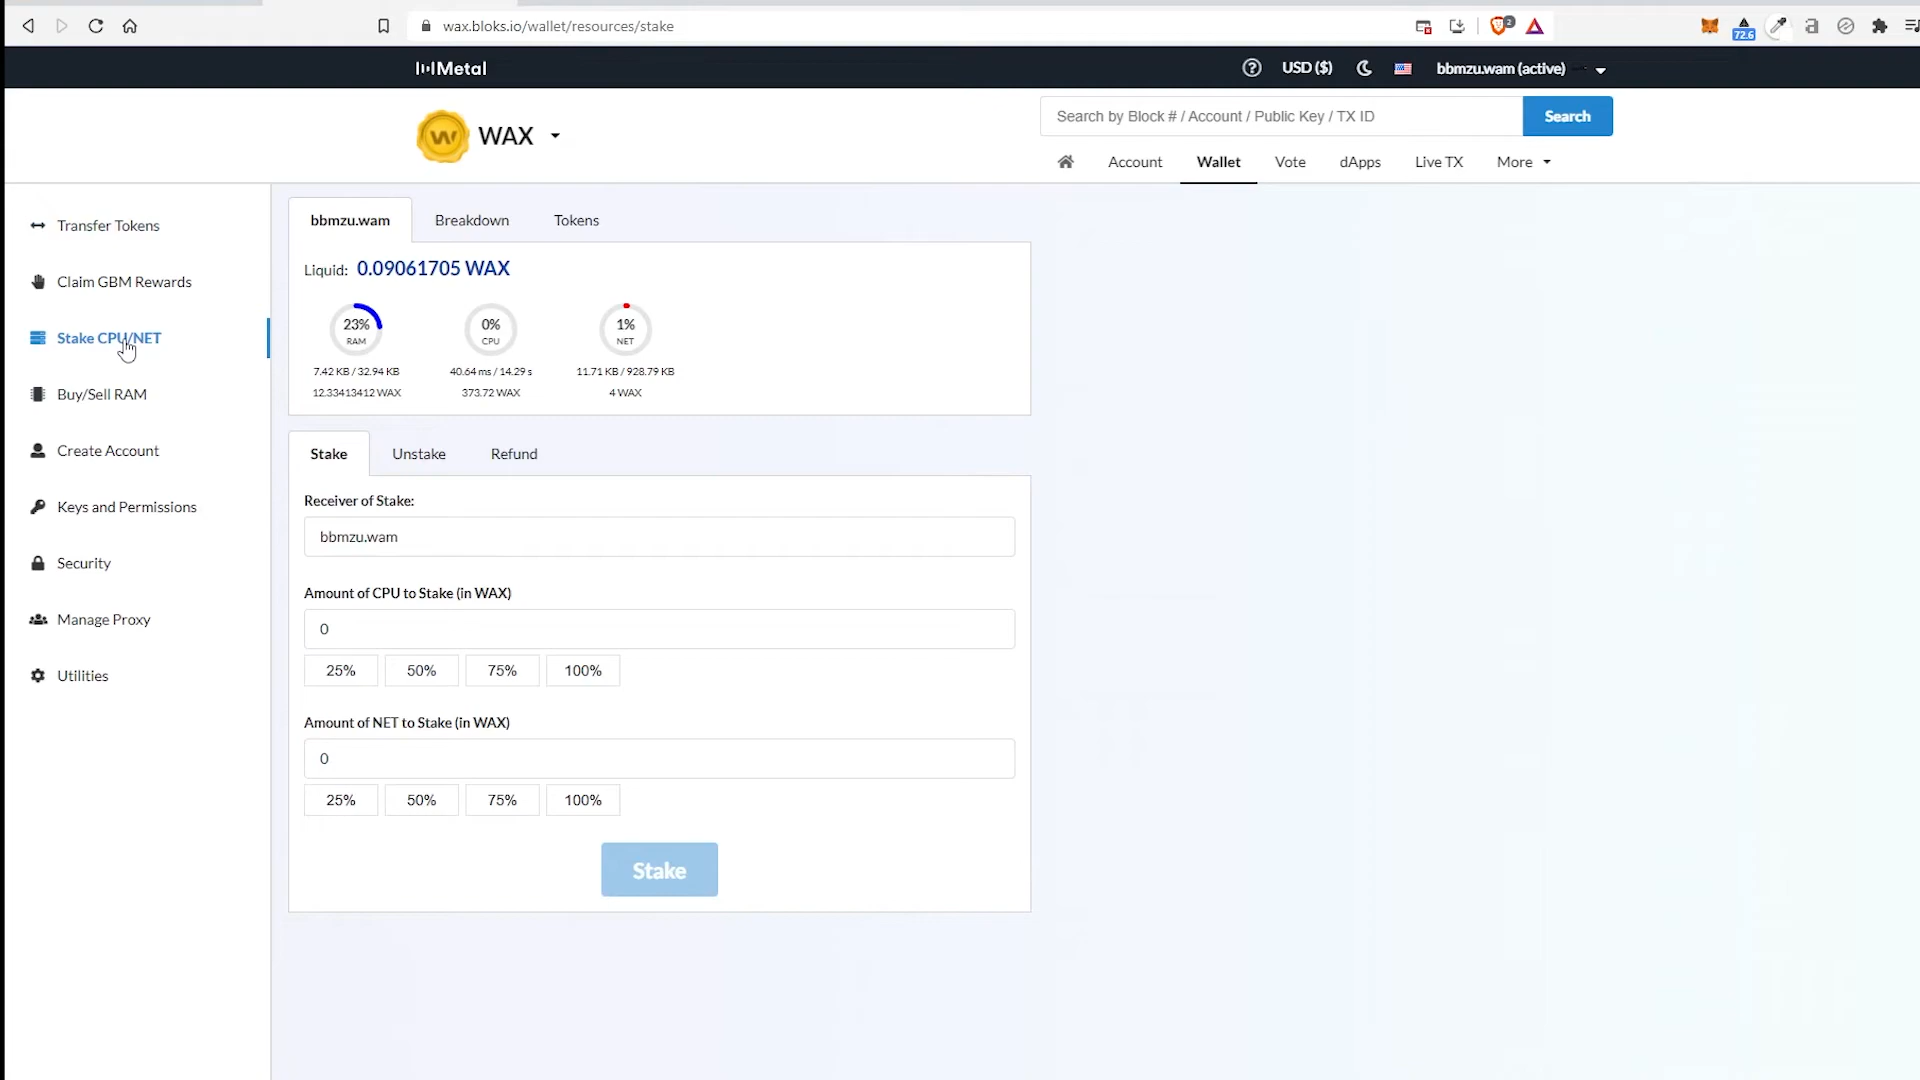 wax.bloks.io/wallet/resources/stake
2
72.6
Metal
USD ($)
bbmzu.wam (active)
WAX
Search by Block # / Account / Public Key / TX ID
Search
Account
Wallet
Vote
dApps
Live TX
More
Transfer Tokens
Claim GBM Rewards
Stake CPU/NET
Buy/Sell RAM
Create Account
Keys and Permissions
Security
Manage Proxy
Utilities
bbmzu.wam
Breakdown
Tokens
Liquid: 0.09061705 WAX
23%
RAM
0%
CPU
1%
NET
7.42 KB / 32.94 KB
40.64 ms / 14.29 s
11.71 KB / 928.79 KB
12.33413412 WAX
373.72 WAX
4 WAX
Stake
Unstake
Refund
Receiver of Stake:
bbmzu.wam
Amount of CPU to Stake (in WAX)
0
25%
50%
75%
100%
Amount of NET to Stake (in WAX)
0
25%
50%
75%
100%
Stake